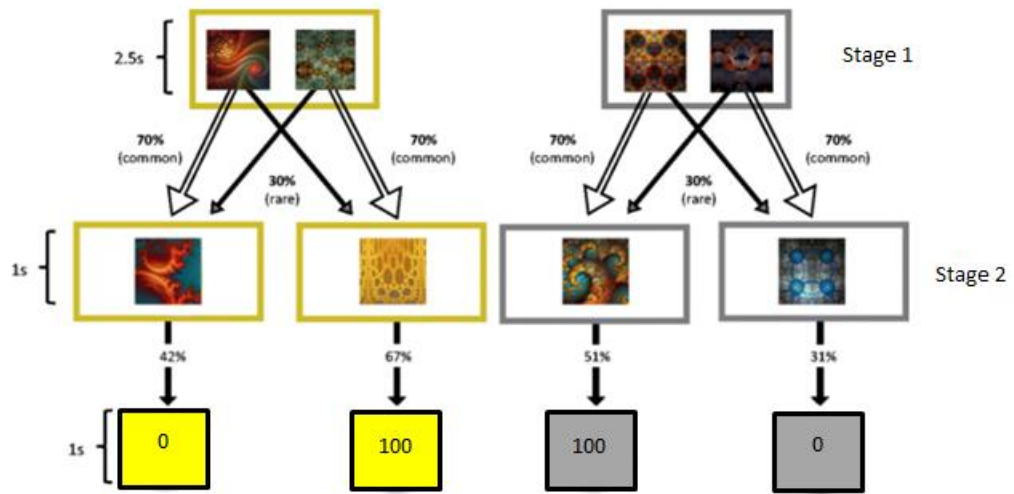 2.5s
Stage 1
70%
(common)
30%
(rare)
70%
(common)
70%
(common)
30%
(rare)
70%
(common)
1s
Stage 2
42%
67%
51%
31%
1s
0
100
100
0